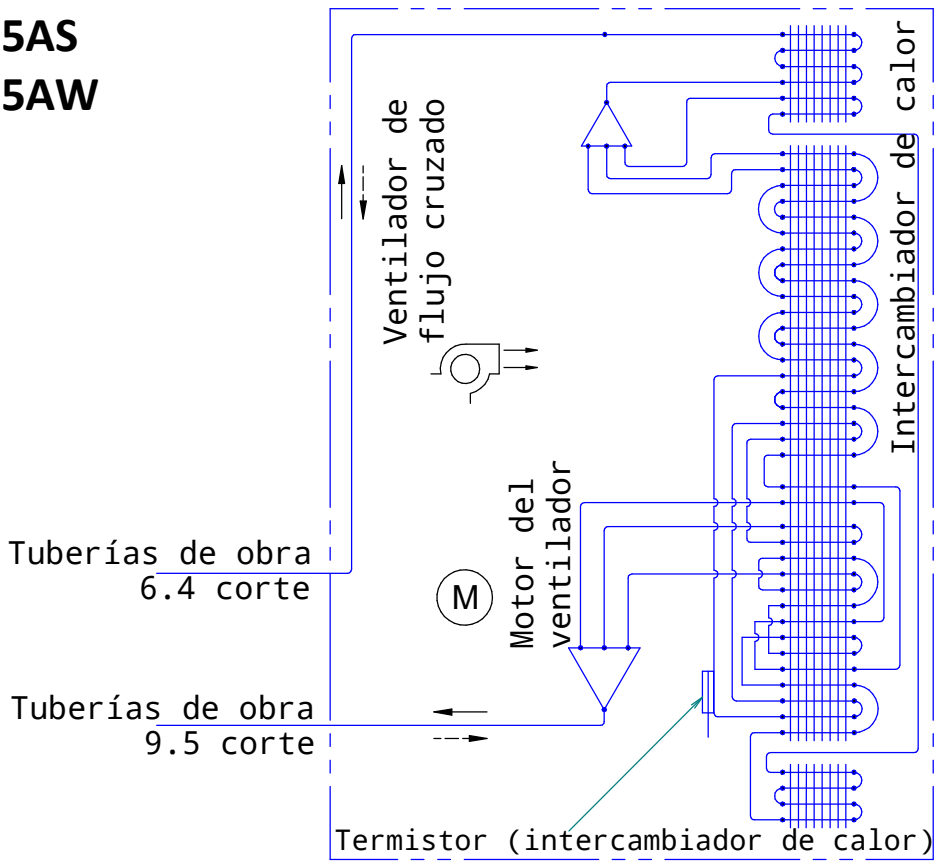 5AS
5AW
Ventilador de
flujo cruzado
Intercambiador de calor
Motor del
ventilador
M
Tuberías de obra
6.4 corte
Tuberías de obra
9.5 corte
Termistor (intercambiador de calor)